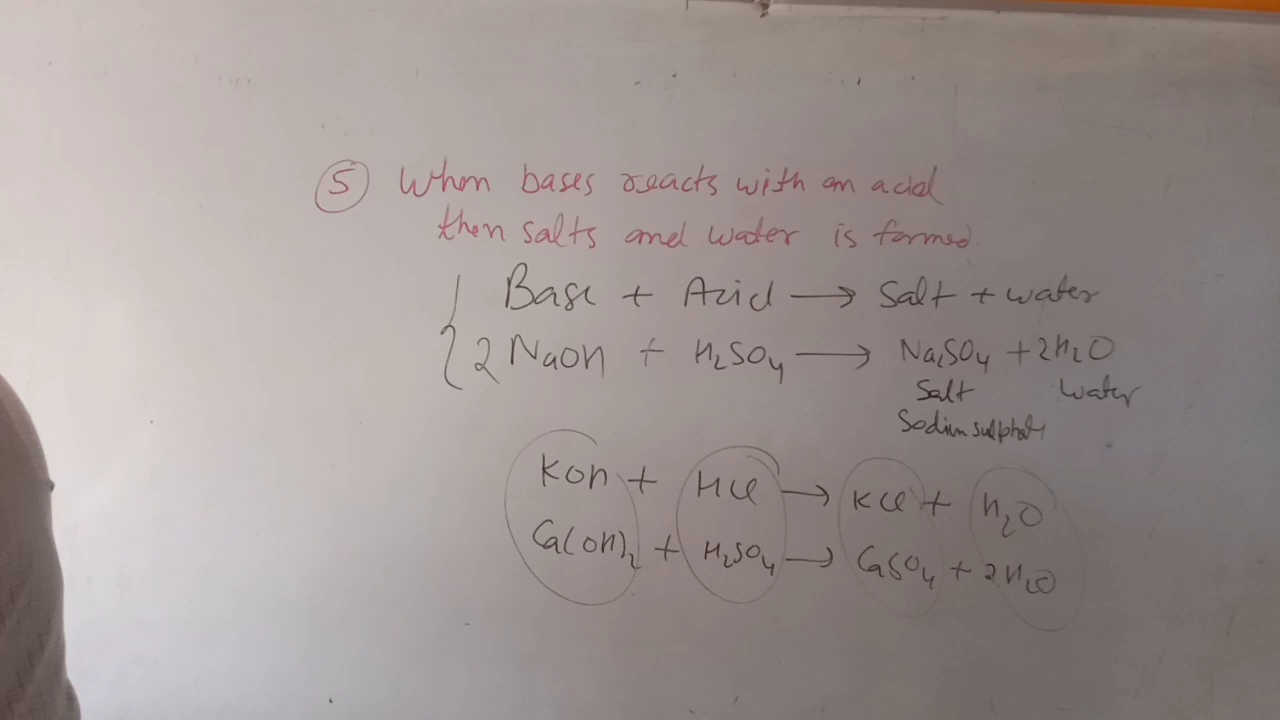 5 When bases reacts with an acid
then salts and water is formed.
Base + Acid → Salt + water
2 NaOH + H₂SO₄ → Na₂SO₄ + 2H₂O
Salt water
Sodium sulphate
KOH + HCl → KCl + H₂O
Ca(OH)₂ + H₂SO₄ → CaSO₄ + 2H₂O